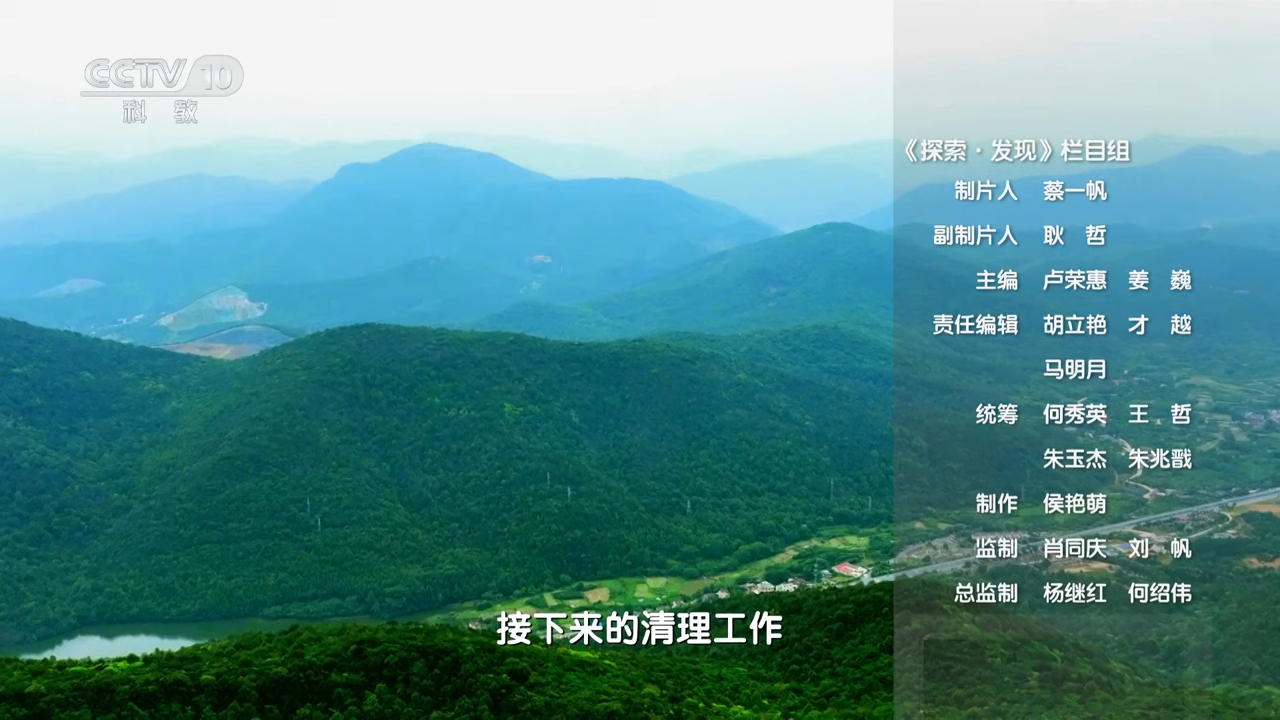 CCTV 10
科 教
《探索·发现》栏目组
制片人 蔡一帆
副制片人 耿 哲
主编 卢荣惠 姜 巍
责任编辑 胡立艳 才 越
马明月
统筹 何秀英 王 哲
朱玉杰 朱兆戬
制作 侯艳萌
监制 肖同庆 刘 帆
总监制 杨继红 何绍伟
接下来的清理工作